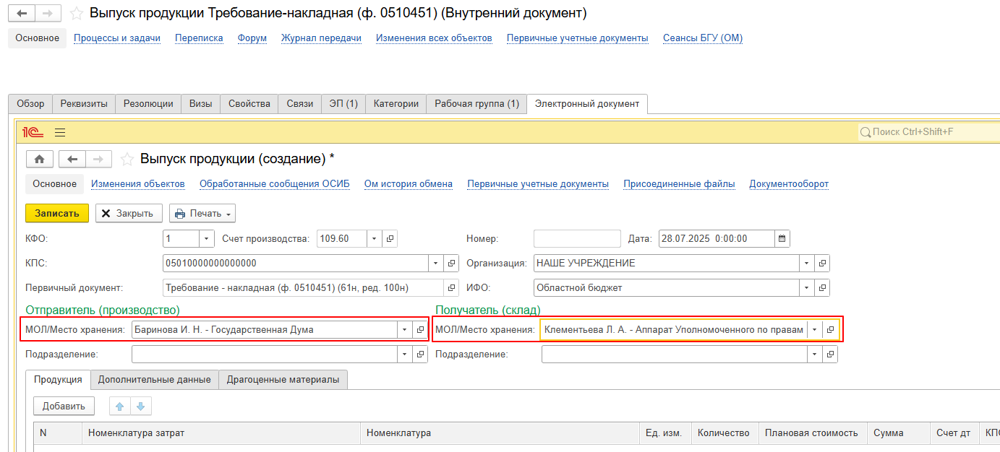 Выпуск продукции Требование-накладная (ф. 0510451) (Внутренний документ)
Основное Процессы и задачи Переписка Форум Журнал передачи Изменения всех объектов Первичные учетные документы Сеансы БГУ (ОМ)
Обзор Реквизиты Резолюции Визы Свойства Связи ЭП (1) Категории Рабочая группа (1) Электронный документ
1С Поиск Ctrl+Shift+F
Выпуск продукции (создание) *
Основное Изменения объектов Обработанные сообщения ОСИБ Ом история обмена Первичные учетные документы Присоединенные файлы Документооборот
Записать Закрыть Печать
КФО: 1 Счет производства: 109.60 Номер: Дата: 28.07.2025 0:00:00
КПС: 05010000000000000 Организация: НАШЕ УЧРЕЖДЕНИЕ
Первичный документ: Требование - накладная (ф. 0510451) (61н, ред. 100н) ИФО: Областной бюджет
Отправитель (производство) Получатель (склад)
МОЛ/Место хранения: Баринова И. Н. - Государственная Дума МОЛ/Место хранения: Клементьева Л. А. - Аппарат Уполномоченного по правам
Подразделение: Подразделение:
Продукция Дополнительные данные Драгоценные материалы
Добавить
N Номенклатура затрат Номенклатура Ед. изм. Количество Плановая стоимость Сумма Счет дт КПС